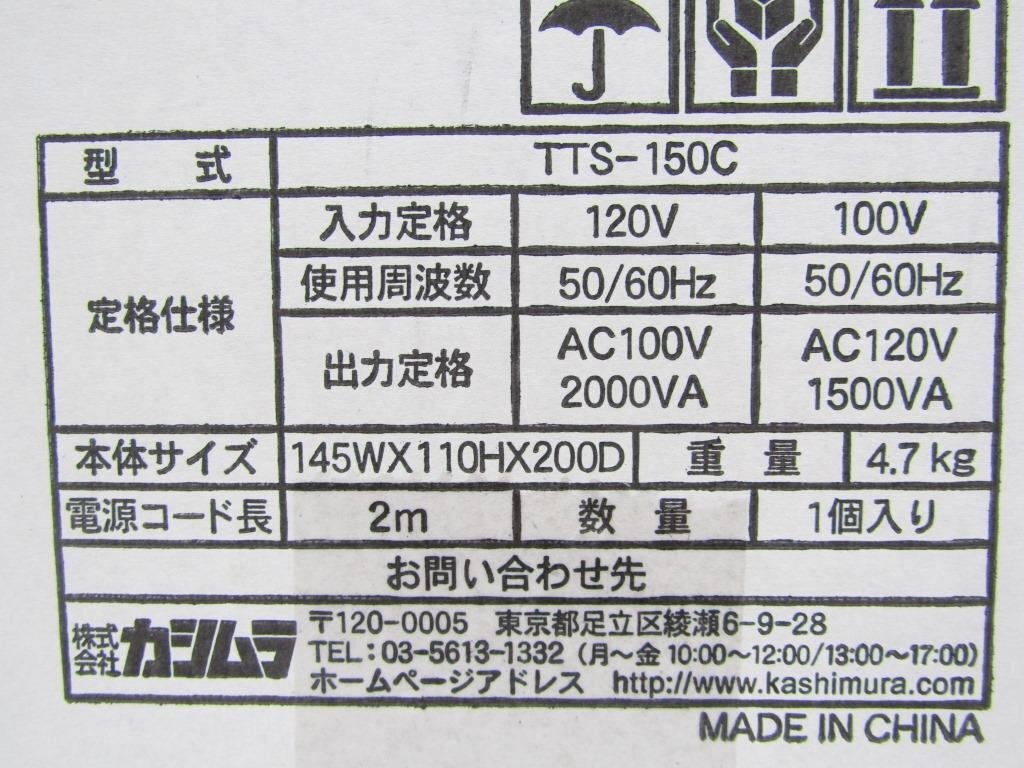 型　式 TTS-150C
定格仕様
入力定格 120V 100V
使用周波数 50/60Hz 50/60Hz
出力定格 AC100V 2000VA AC120V 1500VA
本体サイズ 145WX110HX200D 重　量 4.7kg
電源コード長 2m 数　量 1個入り
お問い合わせ先
株式会社 カシムラ
〒120-0005　東京都足立区綾瀬6-9-28
TEL:03-5613-1332（月～金 10:00～12:00/13:00～17:00）
ホームページアドレス　http://www.kashimura.com
MADE IN CHINA